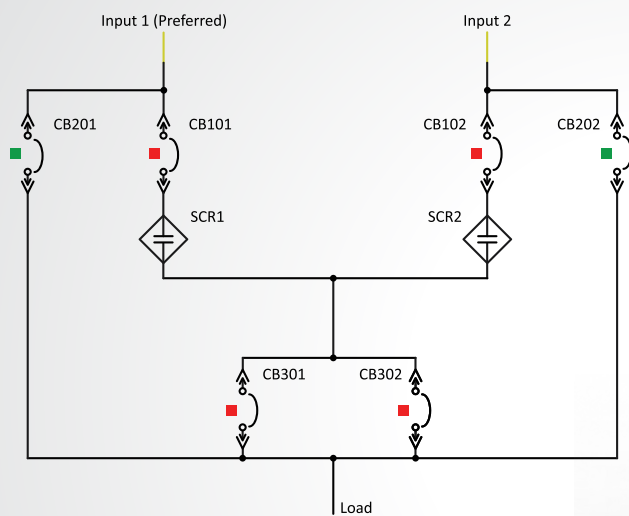 Input 1 (Preferred)
Input 2
CB201
CB101
CB102
CB202
SCR1
SCR2
CB301
CB302
Load